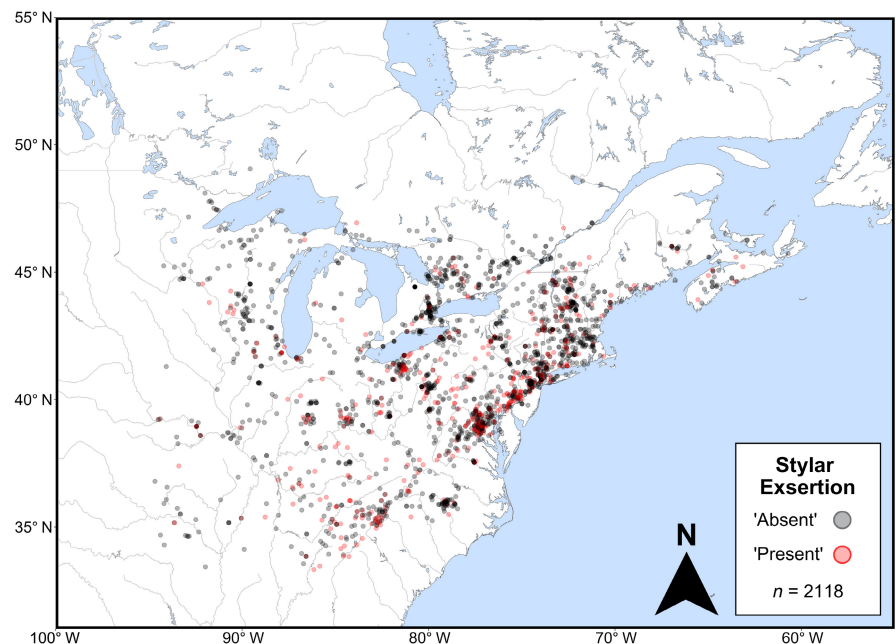 55° N
50° N
45° N
40° N
35° N
100° W
90° W
80° W
70° W
60° W
N
Stylar
Exsertion
'Absent'
'Present'
n = 2118